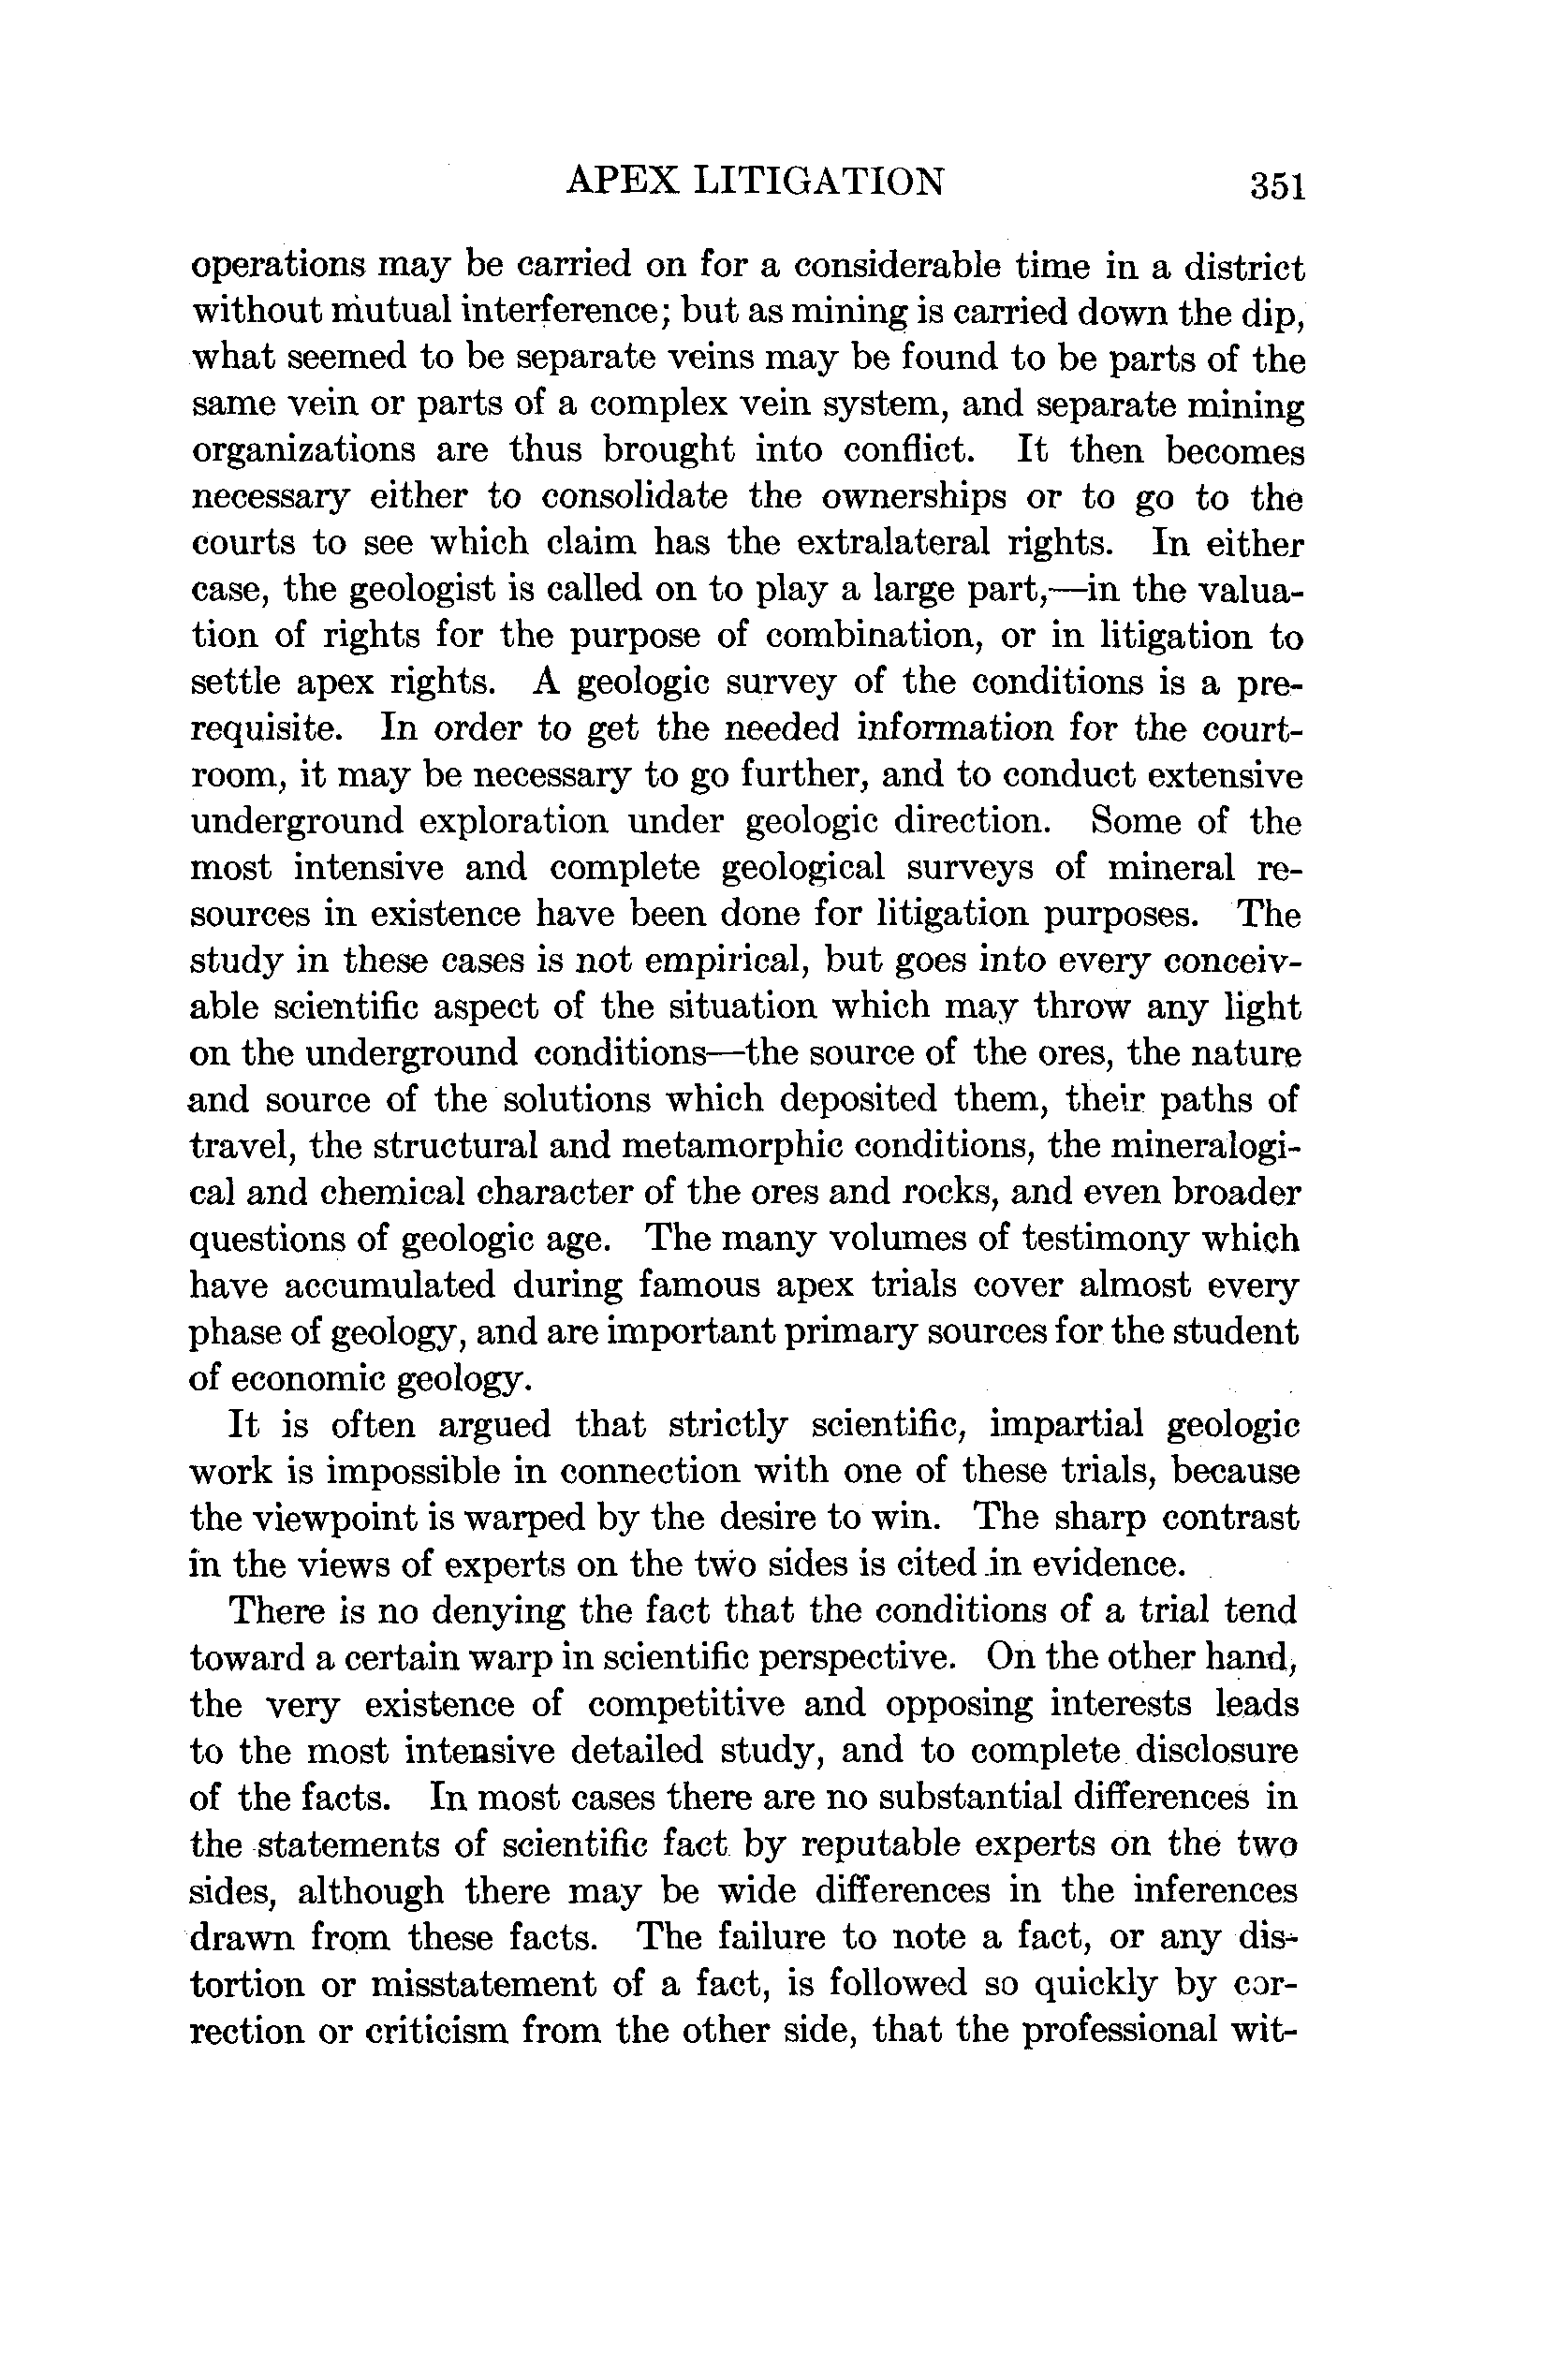 APEX LITIGATION 351
operations may be carried on for a considerable time in a district
without mutual interference; but as mining is carried down the dip,
what seemed to be separate veins may be found to be parts of the
same vein or parts of a complex vein system, and separate mining
organizations are thus brought into conflict. It then becomes
necessary either to consolidate the ownerships or to go to the
courts to see which claim has the extralateral rights. In either
case, the geologist is called on to play a large part,—in the valua-
tion of rights for the purpose of combination, or in litigation to
settle apex rights. A geologic survey of the conditions is a pre-
requisite. In order to get the needed information for the court-
room, it may be necessary to go further, and to conduct extensive
underground exploration under geologic direction. Some of the
most intensive and complete geological surveys of mineral re-
sources in existence have been done for litigation purposes. The
study in these cases is not empirical, but goes into every conceiv-
able scientific aspect of the situation which may throw any light
on the underground conditions—the source of the ores, the nature
and source of the solutions which deposited them, their paths of
travel, the structural and metamorphic conditions, the mineralogi-
cal and chemical character of the ores and rocks, and even broader
questions of geologic age. The many volumes of testimony which
have accumulated during famous apex trials cover almost every
phase of geology, and are important primary sources for the student
of economic geology.
It is often argued that strictly scientific, impartial geologic
work is impossible in connection with one of these trials, because
the viewpoint is warped by the desire to win. The sharp contrast
in the views of experts on the two sides is cited in evidence.
There is no denying the fact that the conditions of a trial tend
toward a certain warp in scientific perspective. On the other hand,
the very existence of competitive and opposing interests leads
to the most intensive detailed study, and to complete disclosure
of the facts. In most cases there are no substantial differences in
the statements of scientific fact by reputable experts on the two
sides, although there may be wide differences in the inferences
drawn from these facts. The failure to note a fact, or any dis-
tortion or misstatement of a fact, is followed so quickly by cor-
rection or criticism from the other side, that the professional wit-